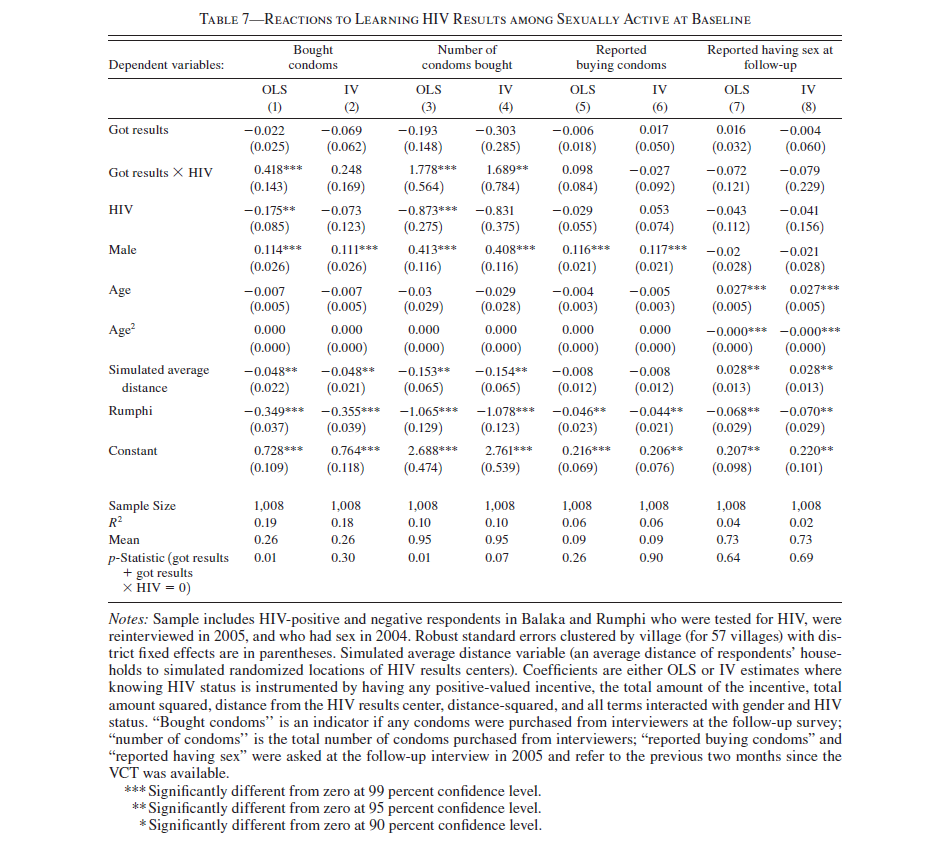 TABLE 7—REACTIONS TO LEARNING HIV RESULTS AMONG SEXUALLY ACTIVE AT BASELINE
Dependent variables: Bought condoms Number of condoms bought Reported buying condoms Reported having sex at follow-up
OLS IV OLS IV OLS IV OLS IV
(1) (2) (3) (4) (5) (6) (7) (8)
Got results −0.022 −0.069 −0.193 −0.303 −0.006 0.017 0.016 −0.004
(0.025) (0.062) (0.148) (0.285) (0.018) (0.050) (0.032) (0.060)
Got results × HIV 0.418*** 0.248 1.778*** 1.689** 0.098 −0.027 −0.072 −0.079
(0.143) (0.169) (0.564) (0.784) (0.084) (0.092) (0.121) (0.229)
HIV −0.175** −0.073 −0.873*** −0.831 −0.029 0.053 −0.043 −0.041
(0.085) (0.123) (0.275) (0.375) (0.055) (0.074) (0.112) (0.156)
Male 0.114*** 0.111*** 0.413*** 0.408*** 0.116*** 0.117*** −0.02 −0.021
(0.026) (0.026) (0.116) (0.116) (0.021) (0.021) (0.028) (0.028)
Age −0.007 −0.007 −0.03 −0.029 −0.004 −0.005 0.027*** 0.027***
(0.005) (0.005) (0.029) (0.028) (0.003) (0.003) (0.005) (0.005)
Age² 0.000 0.000 0.000 0.000 0.000 0.000 −0.000*** −0.000***
(0.000) (0.000) (0.000) (0.000) (0.000) (0.000) (0.000) (0.000)
Simulated average −0.048** −0.048** −0.153** −0.154** −0.008 −0.008 0.028** 0.028**
distance (0.022) (0.021) (0.065) (0.065) (0.012) (0.012) (0.013) (0.013)
Rumphi −0.349*** −0.355*** −1.065*** −1.078*** −0.046** −0.044** −0.068** −0.070**
(0.037) (0.039) (0.129) (0.123) (0.023) (0.021) (0.029) (0.029)
Constant 0.728*** 0.764*** 2.688*** 2.761*** 0.216*** 0.206** 0.207** 0.220**
(0.109) (0.118) (0.474) (0.539) (0.069) (0.076) (0.098) (0.101)
Sample Size 1,008 1,008 1,008 1,008 1,008 1,008 1,008 1,008
R² 0.19 0.18 0.10 0.10 0.06 0.06 0.04 0.02
Mean 0.26 0.26 0.95 0.95 0.09 0.09 0.73 0.73
p-Statistic (got results 0.01 0.30 0.01 0.07 0.26 0.90 0.64 0.69
+ got results
× HIV = 0)
Notes: Sample includes HIV-positive and negative respondents in Balaka and Rumphi who were tested for HIV, were
reinterviewed in 2005, and who had sex in 2004. Robust standard errors clustered by village (for 57 villages) with dis-
trict fixed effects are in parentheses. Simulated average distance variable (an average distance of respondents' house-
holds to simulated randomized locations of HIV results centers). Coefficients are either OLS or IV estimates where
knowing HIV status is instrumented by having any positive-valued incentive, the total amount of the incentive, total
amount squared, distance from the HIV results center, distance-squared, and all terms interacted with gender and HIV
status. "Bought condoms" is an indicator if any condoms were purchased from interviewers at the follow-up survey;
"number of condoms" is the total number of condoms purchased from interviewers; "reported buying condoms" and
"reported having sex" were asked at the follow-up interview in 2005 and refer to the previous two months since the
VCT was available.
*** Significantly different from zero at 99 percent confidence level.
** Significantly different from zero at 95 percent confidence level.
* Significantly different from zero at 90 percent confidence level.